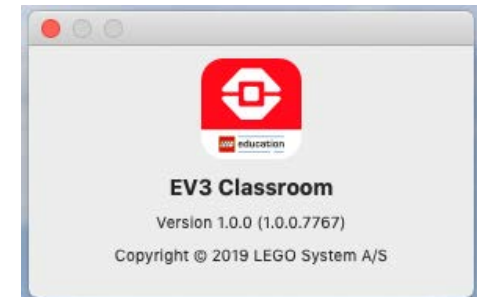 education
EV3 Classroom
Version 1.0.0 (1.0.0.7767)
Copyright © 2019 LEGO System A/S